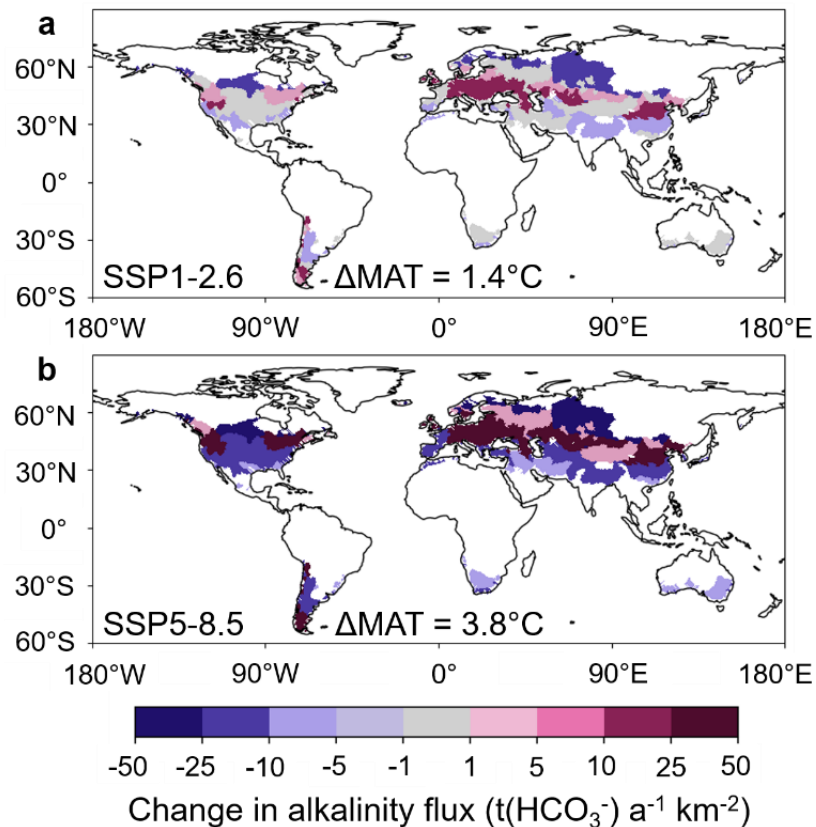 a
60°N
30°N
0°
30°S
60°S
SSP1-2.6 ΔMAT = 1.4°C
180°W 90°W 0° 90°E 180°E
b
60°N
30°N
0°
30°S
60°S
SSP5-8.5 ΔMAT = 3.8°C
180°W 90°W 0° 90°E 180°E
-50 -25 -10 -5 -1 1 5 10 25 50
Change in alkalinity flux (t(HCO₃⁻) a⁻¹ km⁻²)